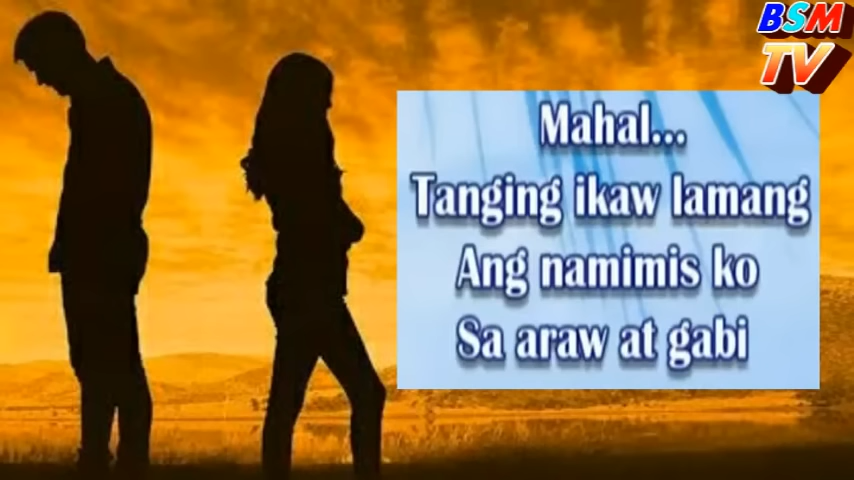 BSM
TV
Mahal...
Tanging ikaw lamang
Ang namimis ko
Sa araw at gabi